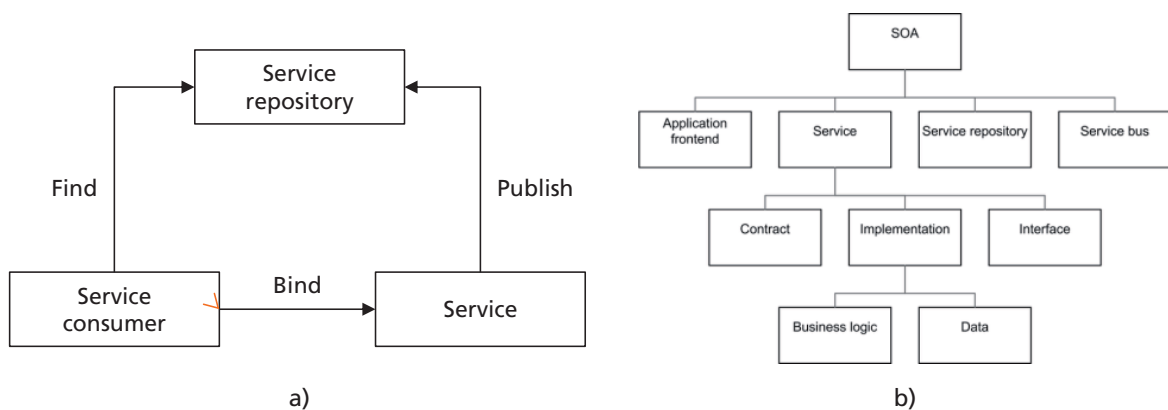 Service
repository
Find
Publish
Service
consumer
Bind
Service
a)
SOA
Application
frontend
Service
Service repository
Service bus
Contract
Implementation
Interface
Business logic
Data
b)